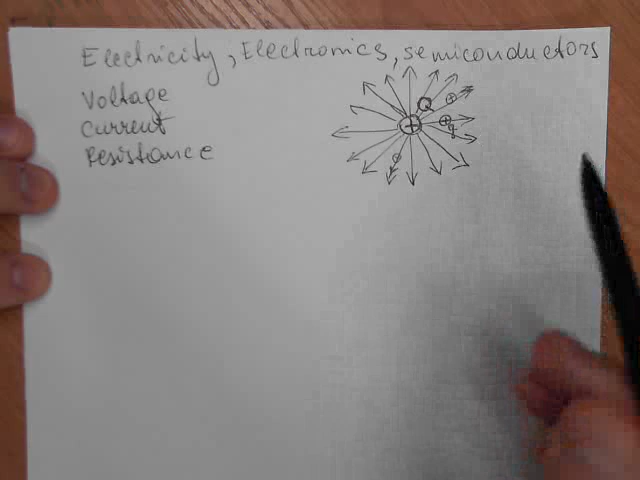 Electricity, Electronics, semiconductors
Voltage
Current
Resistance
Q
+
+
+
q